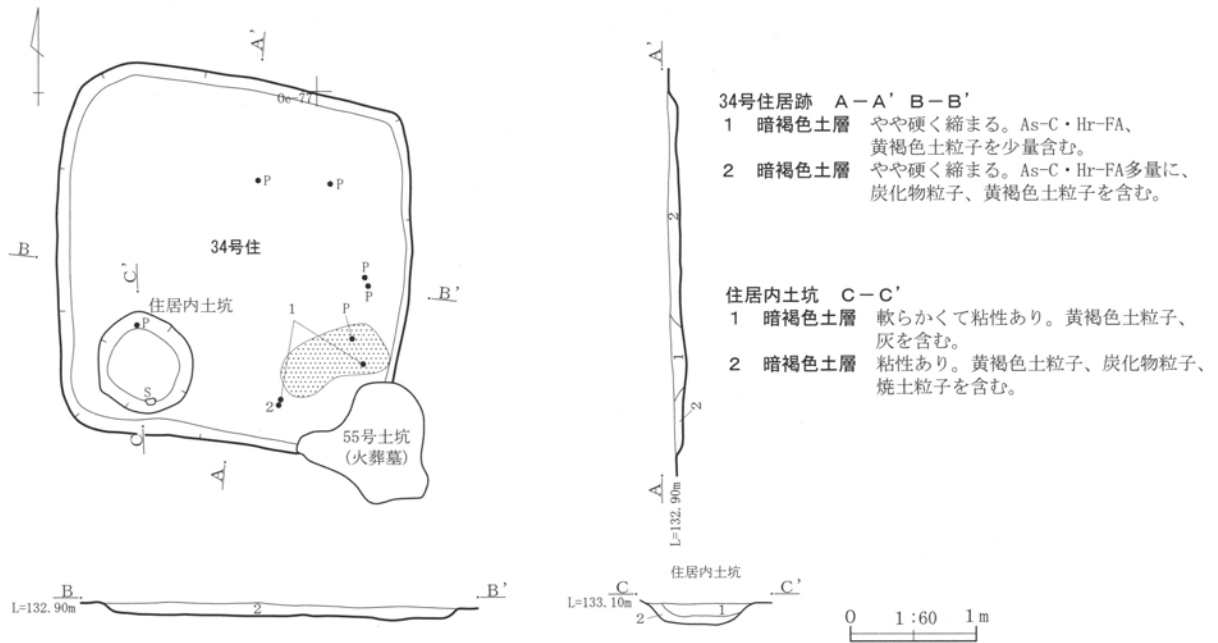 A'
Oc-77
P
P
34号住
B
B'
C'
P
P
住居内土坑
1
P
P
S
2
C
A
55号土坑
(火葬墓)
B
B'
L=132.90m
2
A'
2
1
2
A
L=132.90m
34号住居跡 A-A' B-B'
1 暗褐色土層 やや硬く締まる。As-C・Hr-FA、
黄褐色土粒子を少量含む。
2 暗褐色土層 やや硬く締まる。As-C・Hr-FA多量に、
炭化物粒子、黄褐色土粒子を含む。
住居内土坑 C-C'
1 暗褐色土層 軟らかくて粘性あり。黄褐色土粒子、
灰を含む。
2 暗褐色土層 粘性あり。黄褐色土粒子、炭化物粒子、
焼土粒子を含む。
住居内土坑
C
C'
L=133.10m
2
1
0 1:60 1m